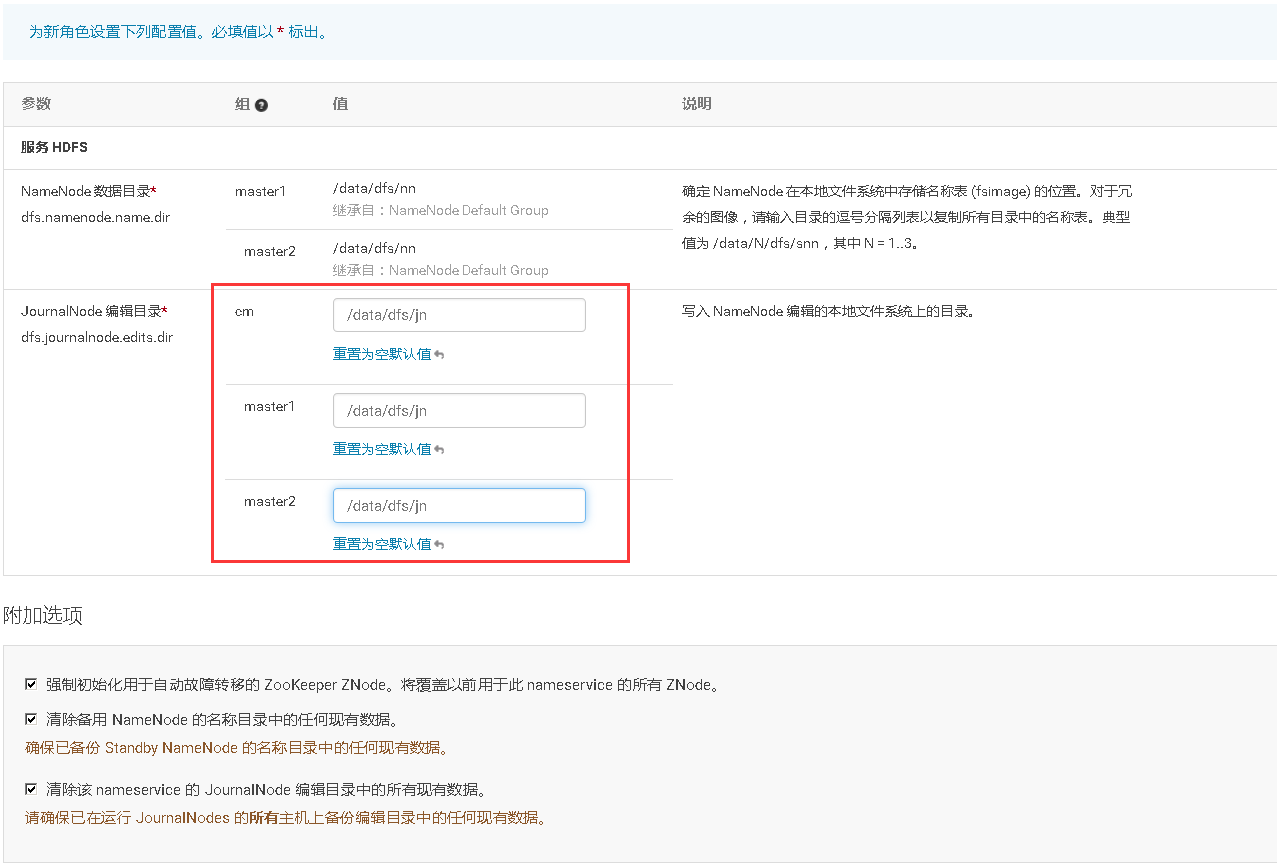 为新角色设置下列配置值。必填值以 * 标出。
参数 组 ? 值 说明
服务 HDFS
NameNode 数据目录*
dfs.namenode.name.dir
master1
/data/dfs/nn
继承自：NameNode Default Group
master2
/data/dfs/nn
继承自：NameNode Default Group
确定 NameNode 在本地文件系统中存储名称表 (fsimage) 的位置。对于冗
余的图像，请输入目录的逗号分隔列表以复制所有目录中的名称表。典型
值为 /data/N/dfs/snn，其中 N = 1..3。
JournalNode 编辑目录*
dfs.journalnode.edits.dir
cm
/data/dfs/jn
重置为空默认值
master1
/data/dfs/jn
重置为空默认值
master2
/data/dfs/jn
重置为空默认值
写入 NameNode 编辑的本地文件系统上的目录。
附加选项
强制初始化用于自动故障转移的 ZooKeeper ZNode。将覆盖以前用于此 nameservice 的所有 ZNode。
清除备用 NameNode 的名称目录中的任何现有数据。
确保已备份 Standby NameNode 的名称目录中的任何现有数据。
清除该 nameservice 的 JournalNode 编辑目录中的所有现有数据。
请确保已在运行 JournalNodes 的所有主机上备份编辑目录中的任何现有数据。